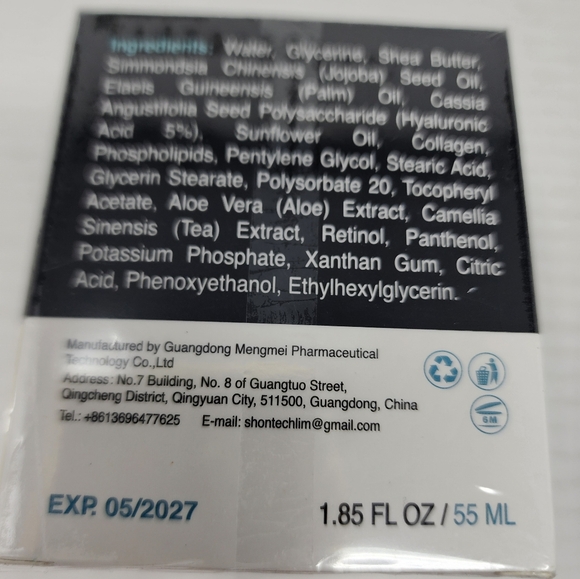 Ingredients: Water, Glycerine, Shea Butter,
Simmondsia Chinensis (Jojoba) Seed Oil,
Elaeis Guineensis (Palm) Oil, Cassia
Angustifolia Seed Polysaccharide (Hyaluronic
Acid 5%), Sunflower Oil, Collagen,
Phospholipids, Pentylene Glycol, Stearic Acid,
Glycerin Stearate, Polysorbate 20, Tocopheryl
Acetate, Aloe Vera (Aloe) Extract, Camellia
Sinensis (Tea) Extract, Retinol, Panthenol,
Potassium Phosphate, Xanthan Gum, Citric
Acid, Phenoxyethanol, Ethylhexylglycerin.
Manufautured by Guangdong Mengmei Pharmaceutical
Technology Co.,Ltd
Address: No.7 Building, No. 8 of Guangtuo Street,
Qingcheng District, Qingyuan City, 511500, Guangdong, China
Tel.: +8613696477625 E-mail: shontechlim@gmail.com
6M
EXP. 05/2027 1.85 FL OZ / 55 ML